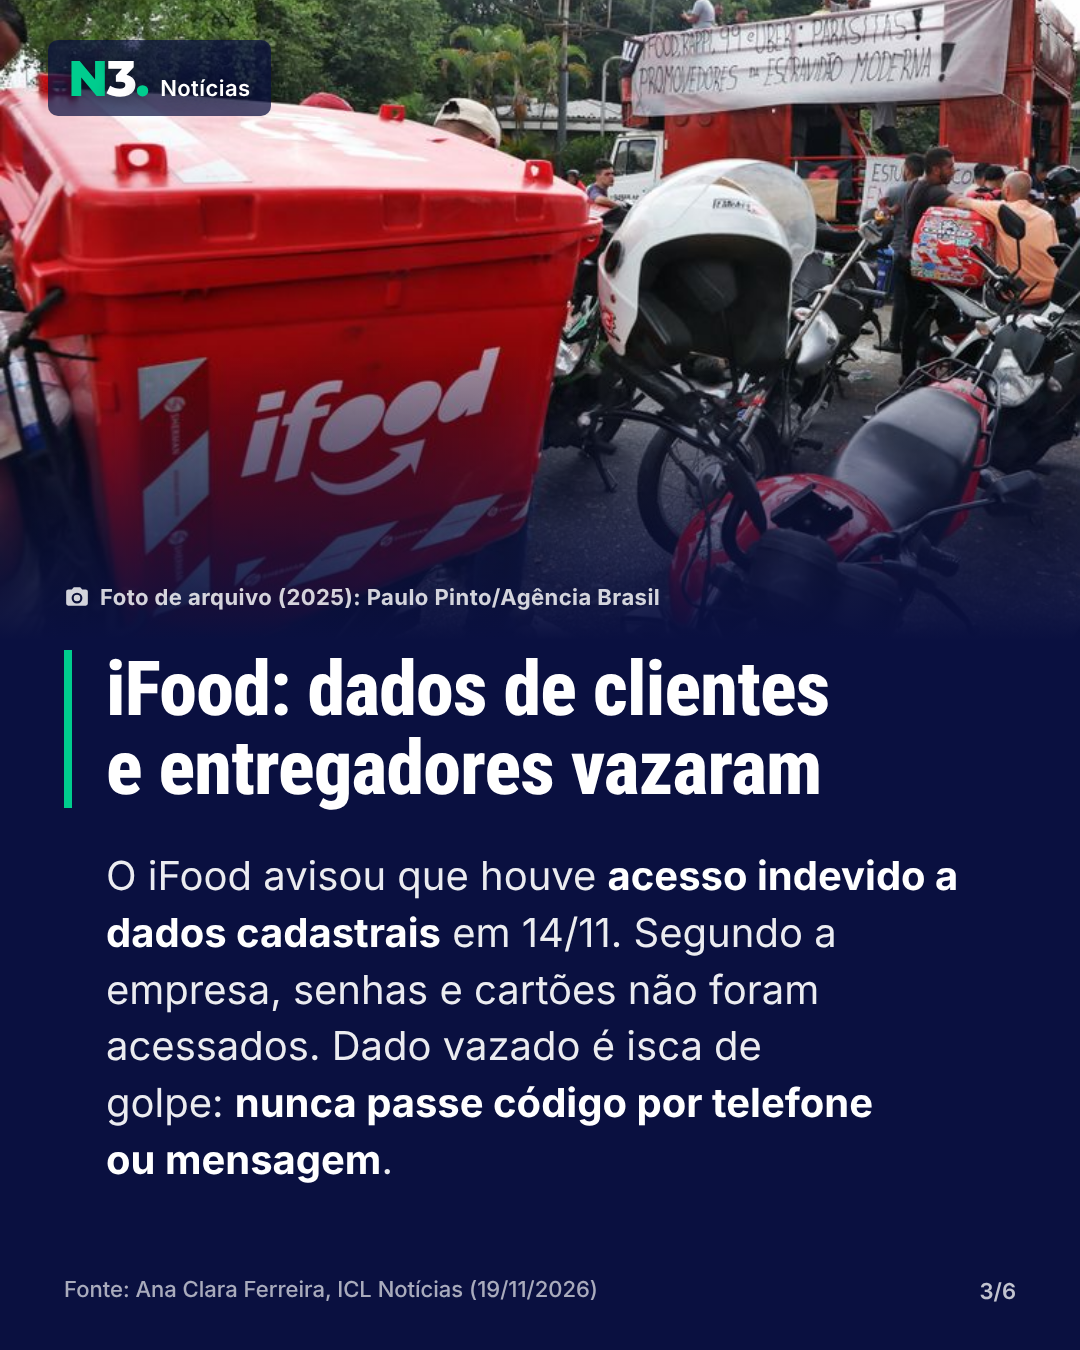 N3. Notícias
FOOD, RAPPI, 99 e UBER: PARASITAS!
PROMOVEDORES DA ESCRAVIDÃO MODERNA!
ifood
Foto de arquivo (2025): Paulo Pinto/Agência Brasil
iFood: dados de clientes
e entregadores vazaram
O iFood avisou que houve acesso indevido a
dados cadastrais em 14/11. Segundo a
empresa, senhas e cartões não foram
acessados. Dado vazado é isca de
golpe: nunca passe código por telefone
ou mensagem.
Fonte: Ana Clara Ferreira, ICL Notícias (19/11/2026)
3/6